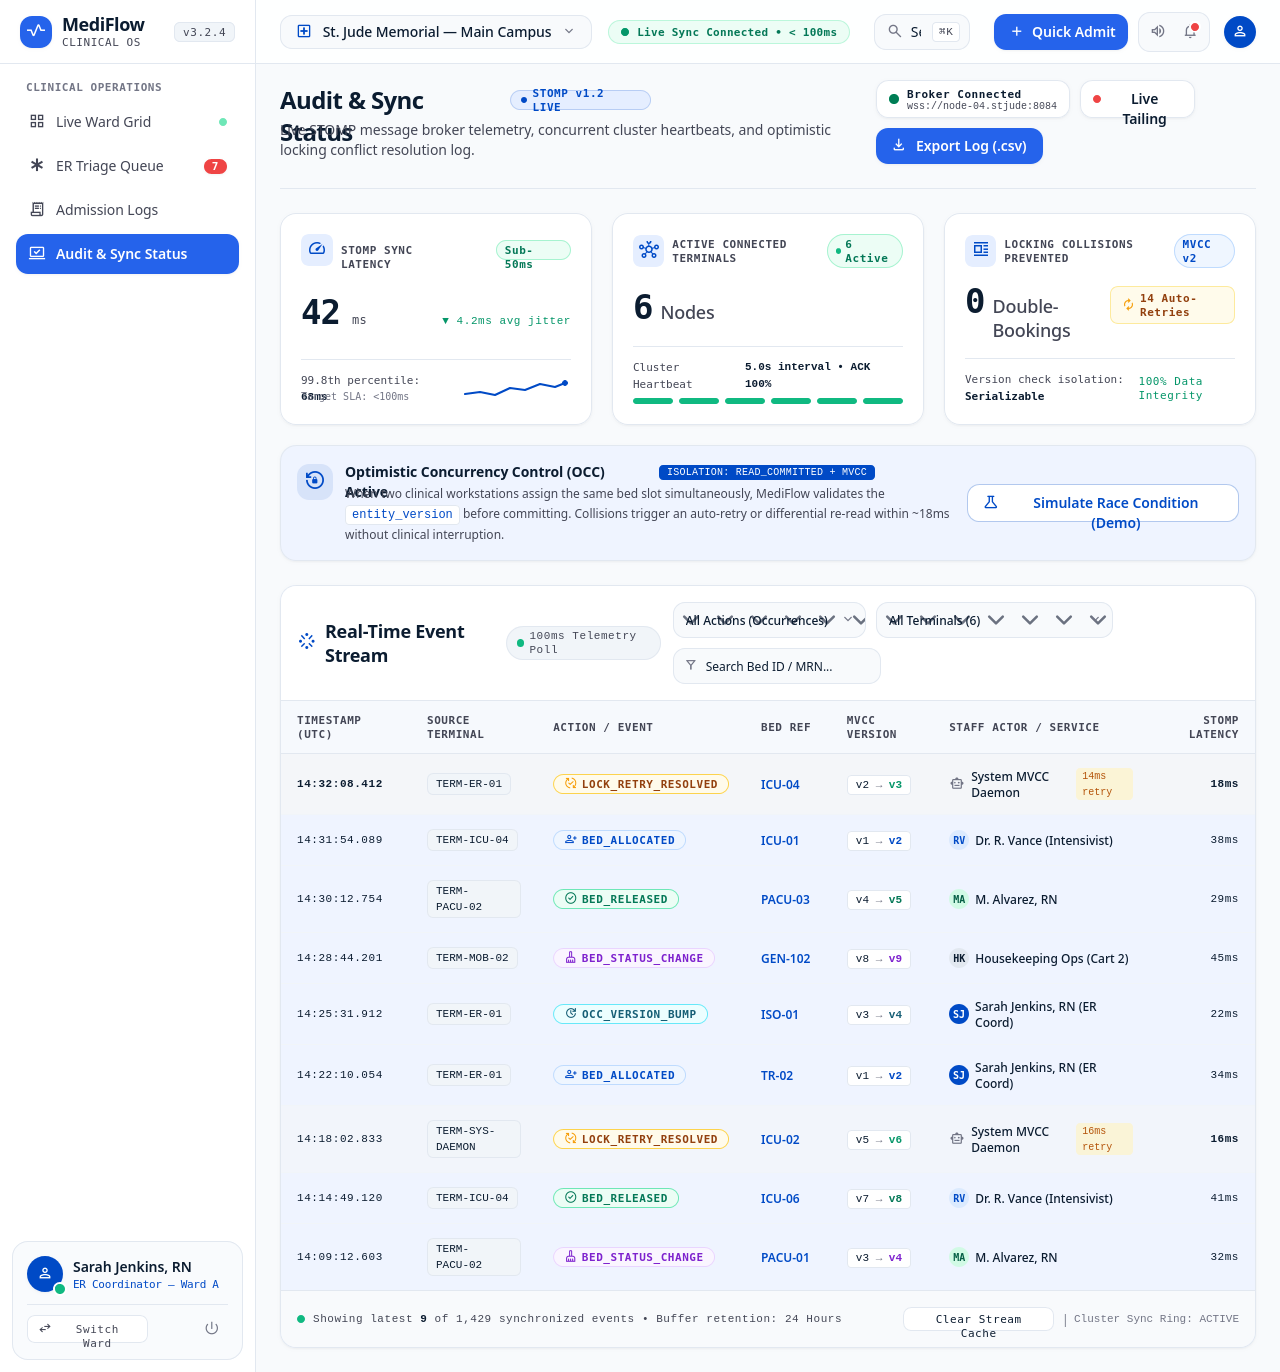 MediFlow
CLINICAL OS
v3.2.4
St. Jude Memorial — Main Campus
Live Sync Connected • < 100ms
⌘K
Quick Admit
CLINICAL OPERATIONS
Live Ward Grid
ER Triage Queue
7
Admission Logs
Audit & Sync Status
Audit & Sync
Status
STOMP v1.2
LIVE
Live STOMP message broker telemetry, concurrent cluster heartbeats, and optimistic
locking conflict resolution log.
Broker Connected
wss://node-04.stjude:8084
Live
Tailing
Export Log (.csv)
STOMP SYNC
LATENCY
Sub-
50ms
42 ms
▼ 4.2ms avg jitter
99.8th percentile:
68ms
Target SLA: <100ms
ACTIVE CONNECTED
TERMINALS
6
Active
6 Nodes
Cluster
Heartbeat
5.0s interval • ACK
100%
LOCKING COLLISIONS
PREVENTED
MVCC
v2
0 Double-
Bookings
14 Auto-
Retries
Version check isolation:
Serializable
100% Data
Integrity
Optimistic Concurrency Control (OCC)
Active
ISOLATION: READ_COMMITTED + MVCC
When two clinical workstations assign the same bed slot simultaneously, MediFlow validates the
entity_version before committing. Collisions trigger an auto-retry or differential re-read within ~18ms
without clinical interruption.
Simulate Race Condition
(Demo)
Real-Time Event
Stream
100ms Telemetry
Poll
All Actions (Occurrences)
All Terminals (6)
Search Bed ID / MRN...
TIMESTAMP
(UTC)
SOURCE
TERMINAL
ACTION / EVENT
BED REF
MVCC
VERSION
STAFF ACTOR / SERVICE
STOMP
LATENCY
14:32:08.412
TERM-ER-01
LOCK_RETRY_RESOLVED
ICU-04
v2 → v3
System MVCC
Daemon
14ms
retry
18ms
14:31:54.089
TERM-ICU-04
BED_ALLOCATED
ICU-01
v1 → v2
RV Dr. R. Vance (Intensivist)
38ms
14:30:12.754
TERM-
PACU-02
BED_RELEASED
PACU-03
v4 → v5
MA M. Alvarez, RN
29ms
14:28:44.201
TERM-MOB-02
BED_STATUS_CHANGE
GEN-102
v8 → v9
HK Housekeeping Ops (Cart 2)
45ms
14:25:31.912
TERM-ER-01
OCC_VERSION_BUMP
ISO-01
v3 → v4
SJ Sarah Jenkins, RN (ER
Coord)
22ms
14:22:10.054
TERM-ER-01
BED_ALLOCATED
TR-02
v1 → v2
SJ Sarah Jenkins, RN (ER
Coord)
34ms
14:18:02.833
TERM-SYS-
DAEMON
LOCK_RETRY_RESOLVED
ICU-02
v5 → v6
System MVCC
Daemon
16ms
retry
16ms
14:14:49.120
TERM-ICU-04
BED_RELEASED
ICU-06
v7 → v8
RV Dr. R. Vance (Intensivist)
41ms
14:09:12.603
TERM-
PACU-02
BED_STATUS_CHANGE
PACU-01
v3 → v4
MA M. Alvarez, RN
32ms
Showing latest 9 of 1,429 synchronized events • Buffer retention: 24 Hours
Clear Stream
Cache
| Cluster Sync Ring: ACTIVE
Sarah Jenkins, RN
ER Coordinator — Ward A
Switch
Ward